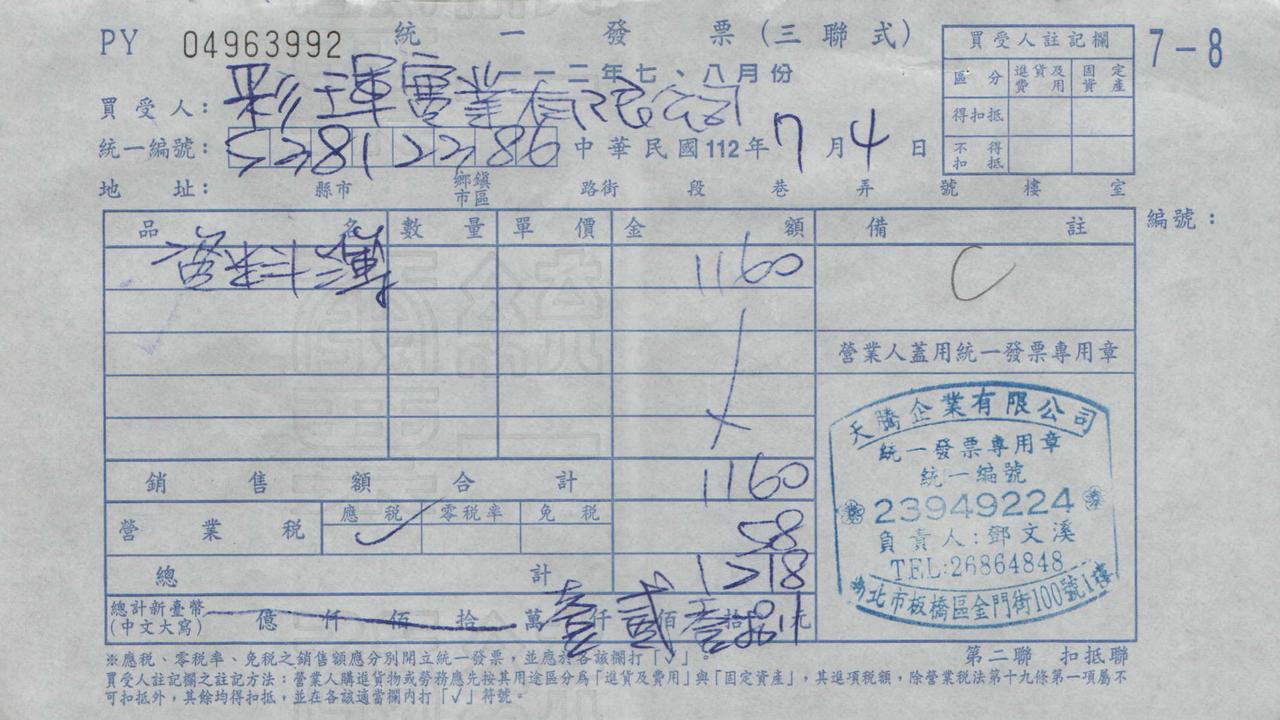 PY 04963992 統一發票(三聯式)
一一二年七、八月份
7-8
買受人註記欄
區分 進貨及費用 固定資產
得扣抵
不得扣抵
買受人: 彩琿實業有限公司
統一編號: 52812286 中華民國112年7月4日
地址: 縣市 鄉鎮市區 路街 段 巷 弄 號 樓 室
品名 數量 單價 金額 備註 編號:
1160 C
營業人蓋用統一發票專用章
銷售額合計 1160
營業稅 應稅 ✓ 零稅率 免稅 58
總計 1218
總計新臺幣(中文大寫) 億 仟 佰 拾 萬 壹 仟 貳 佰 壹 拾 捌 元
天騰企業有限公司
統一發票專用章
統一編號
23949224
負責人:鄧文溪
TEL:26864848
北市板橋區金門街100號1樓
※應稅、零稅率、免稅之銷售額應分別開立統一發票,並應於各該欄打「✓」。
第二聯 扣抵聯
買受人註記欄之註記方法:營業人購進貨物或勞務應先按其用途區分為「進貨及費用」與「固定資產」,其進項稅額,除營業稅法第十九條第一項屬不
可扣抵外,其餘均得扣抵,並在各該適當欄內打「✓」符號。